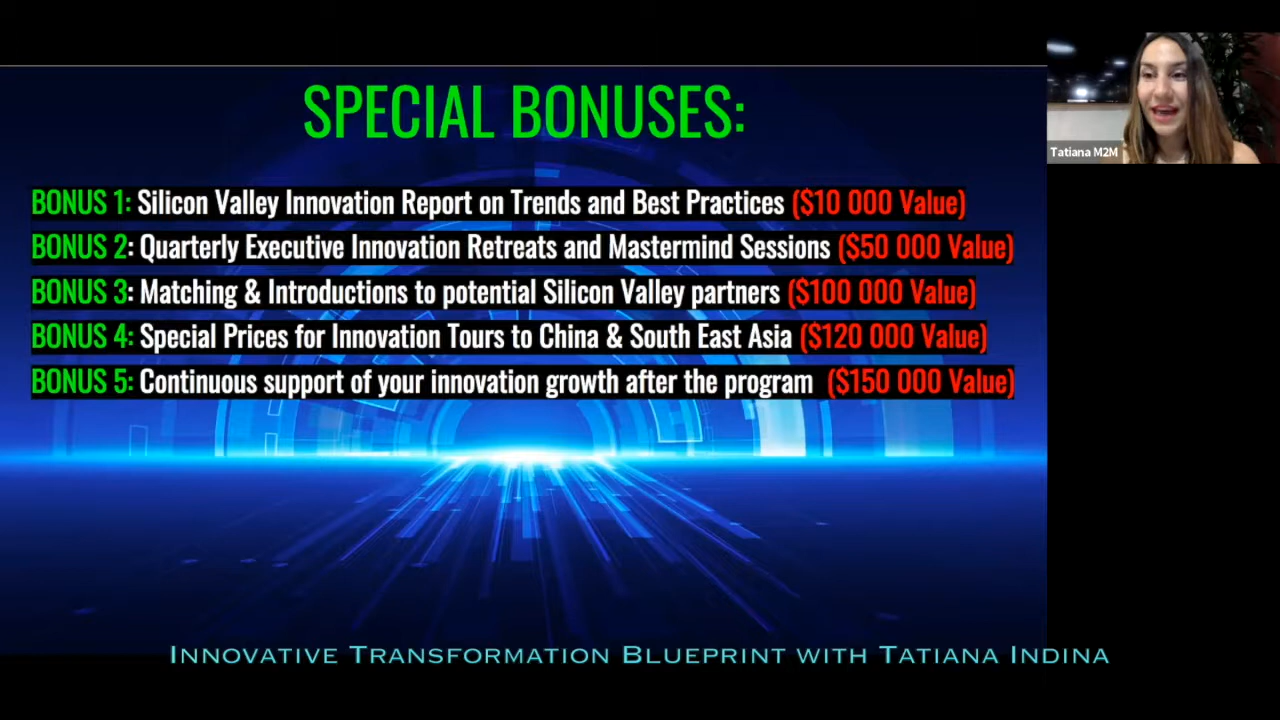 SPECIAL BONUSES:
BONUS 1: Silicon Valley Innovation Report on Trends and Best Practices ($10 000 Value)
BONUS 2: Quarterly Executive Innovation Retreats and Mastermind Sessions ($50 000 Value)
BONUS 3: Matching & Introductions to potential Silicon Valley partners ($100 000 Value)
BONUS 4: Special Prices for Innovation Tours to China & South East Asia ($120 000 Value)
BONUS 5: Continuous support of your innovation growth after the program ($150 000 Value)
Tatiana M2M
INNOVATIVE TRANSFORMATION BLUEPRINT WITH TATIANA INDINA